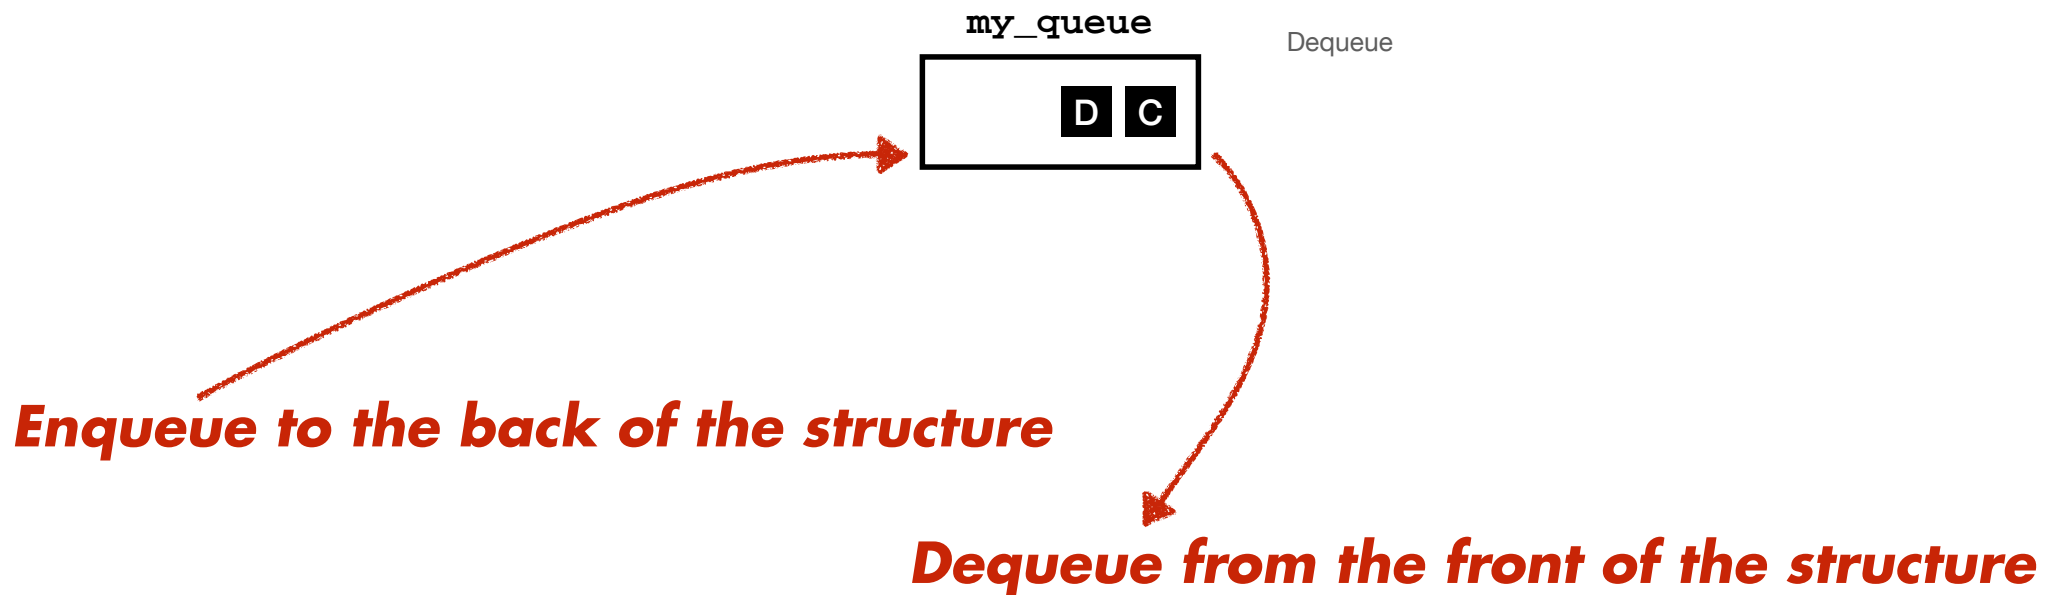 my_queue
Dequeue
D C
Enqueue to the back of the structure
Dequeue from the front of the structure